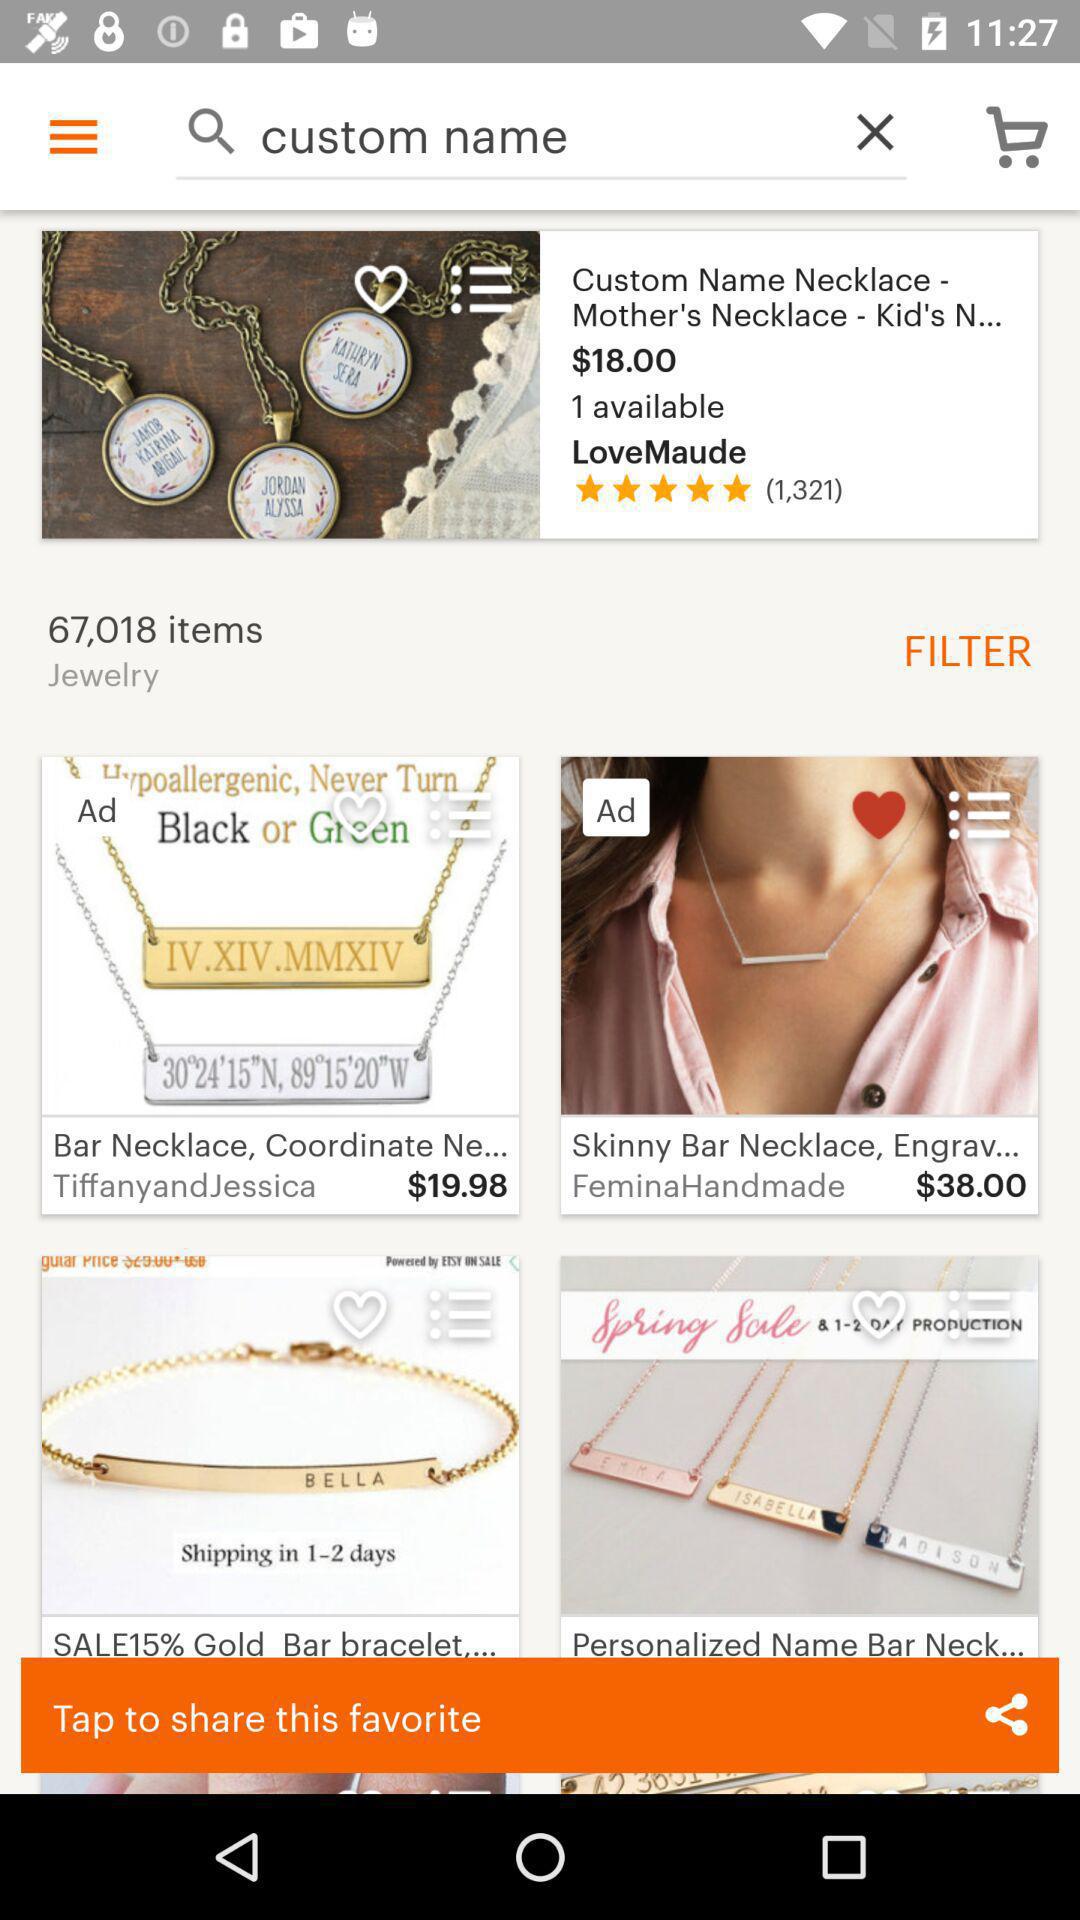 FAKE
11:27
custom name
Custom Name Necklace -
Mother's Necklace - Kid's N...
$18.00
1 available
LoveMaude
(1,321)
KATHRYN
SERA
JAKOB
KATRINA
ABIGAIL
JORDAN
ALYSSA
67,018 items
Jewelry
FILTER
Ad
Hypoallergenic, Never Turn
Black or Green
IV.XIV.MMXIV
30°24'15"N, 89°15'20"W
Bar Necklace, Coordinate Ne...
TiffanyandJessica
$19.98
Ad
Skinny Bar Necklace, Engrav...
FeminaHandmade
$38.00
gular Price $25.00+ USD
Powered by ETSY ON SALE
BELLA
Shipping in 1-2 days
SALE15% Gold Bar bracelet,...
Spring Sale & 1-2 DAY PRODUCTION
EMMA
ISABELLA
MADISON
Personalized Name Bar Neck...
Tap to share this favorite